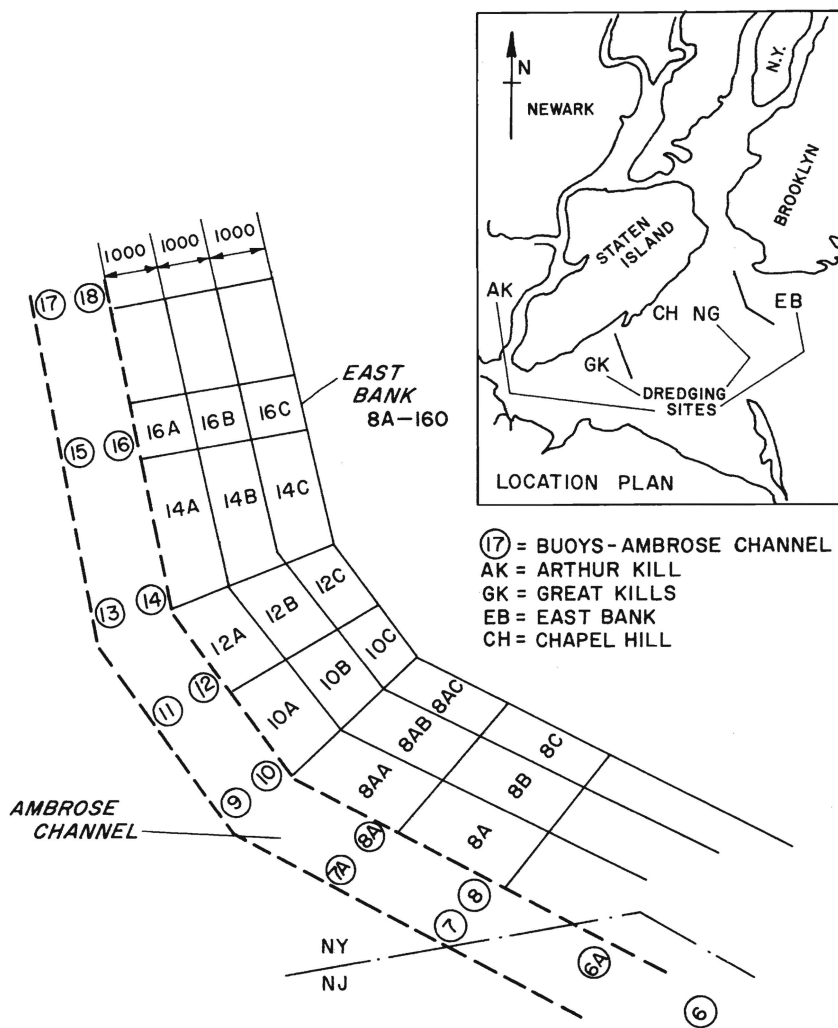 N
NEWARK
N.Y.
BROOKLYN
STATEN
ISLAND
AK
CH NG
EB
GK
DREDGING
SITES
LOCATION PLAN
17 = BUOYS-AMBROSE CHANNEL
AK = ARTHUR KILL
GK = GREAT KILLS
EB = EAST BANK
CH = CHAPEL HILL
1000 1000 1000
17 18
EAST
BANK
8A-160
16A 16B 16C
15 16
14A 14B 14C
13 14
12A 12B 12C
11 12
10A 10B 10C
9 10
8AA 8AB 8AC
8A 8B 8C
AMBROSE
CHANNEL
7A 8A
7 8
NY
NJ
6A
6